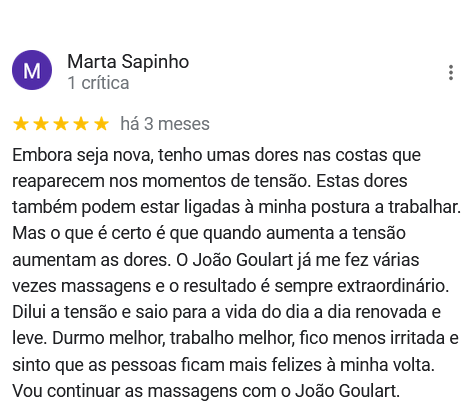 M
Marta Sapinho
1 crítica
há 3 meses
Embora seja nova, tenho umas dores nas costas que
reaparecem nos momentos de tensão. Estas dores
também podem estar ligadas à minha postura a trabalhar.
Mas o que é certo é que quando aumenta a tensão
aumentam as dores. O João Goulart já me fez várias
vezes massagens e o resultado é sempre extraordinário.
Dilui a tensão e saio para a vida do dia a dia renovada e
leve. Durmo melhor, trabalho melhor, fico menos irritada e
sinto que as pessoas ficam mais felizes à minha volta.
Vou continuar as massagens com o João Goulart.